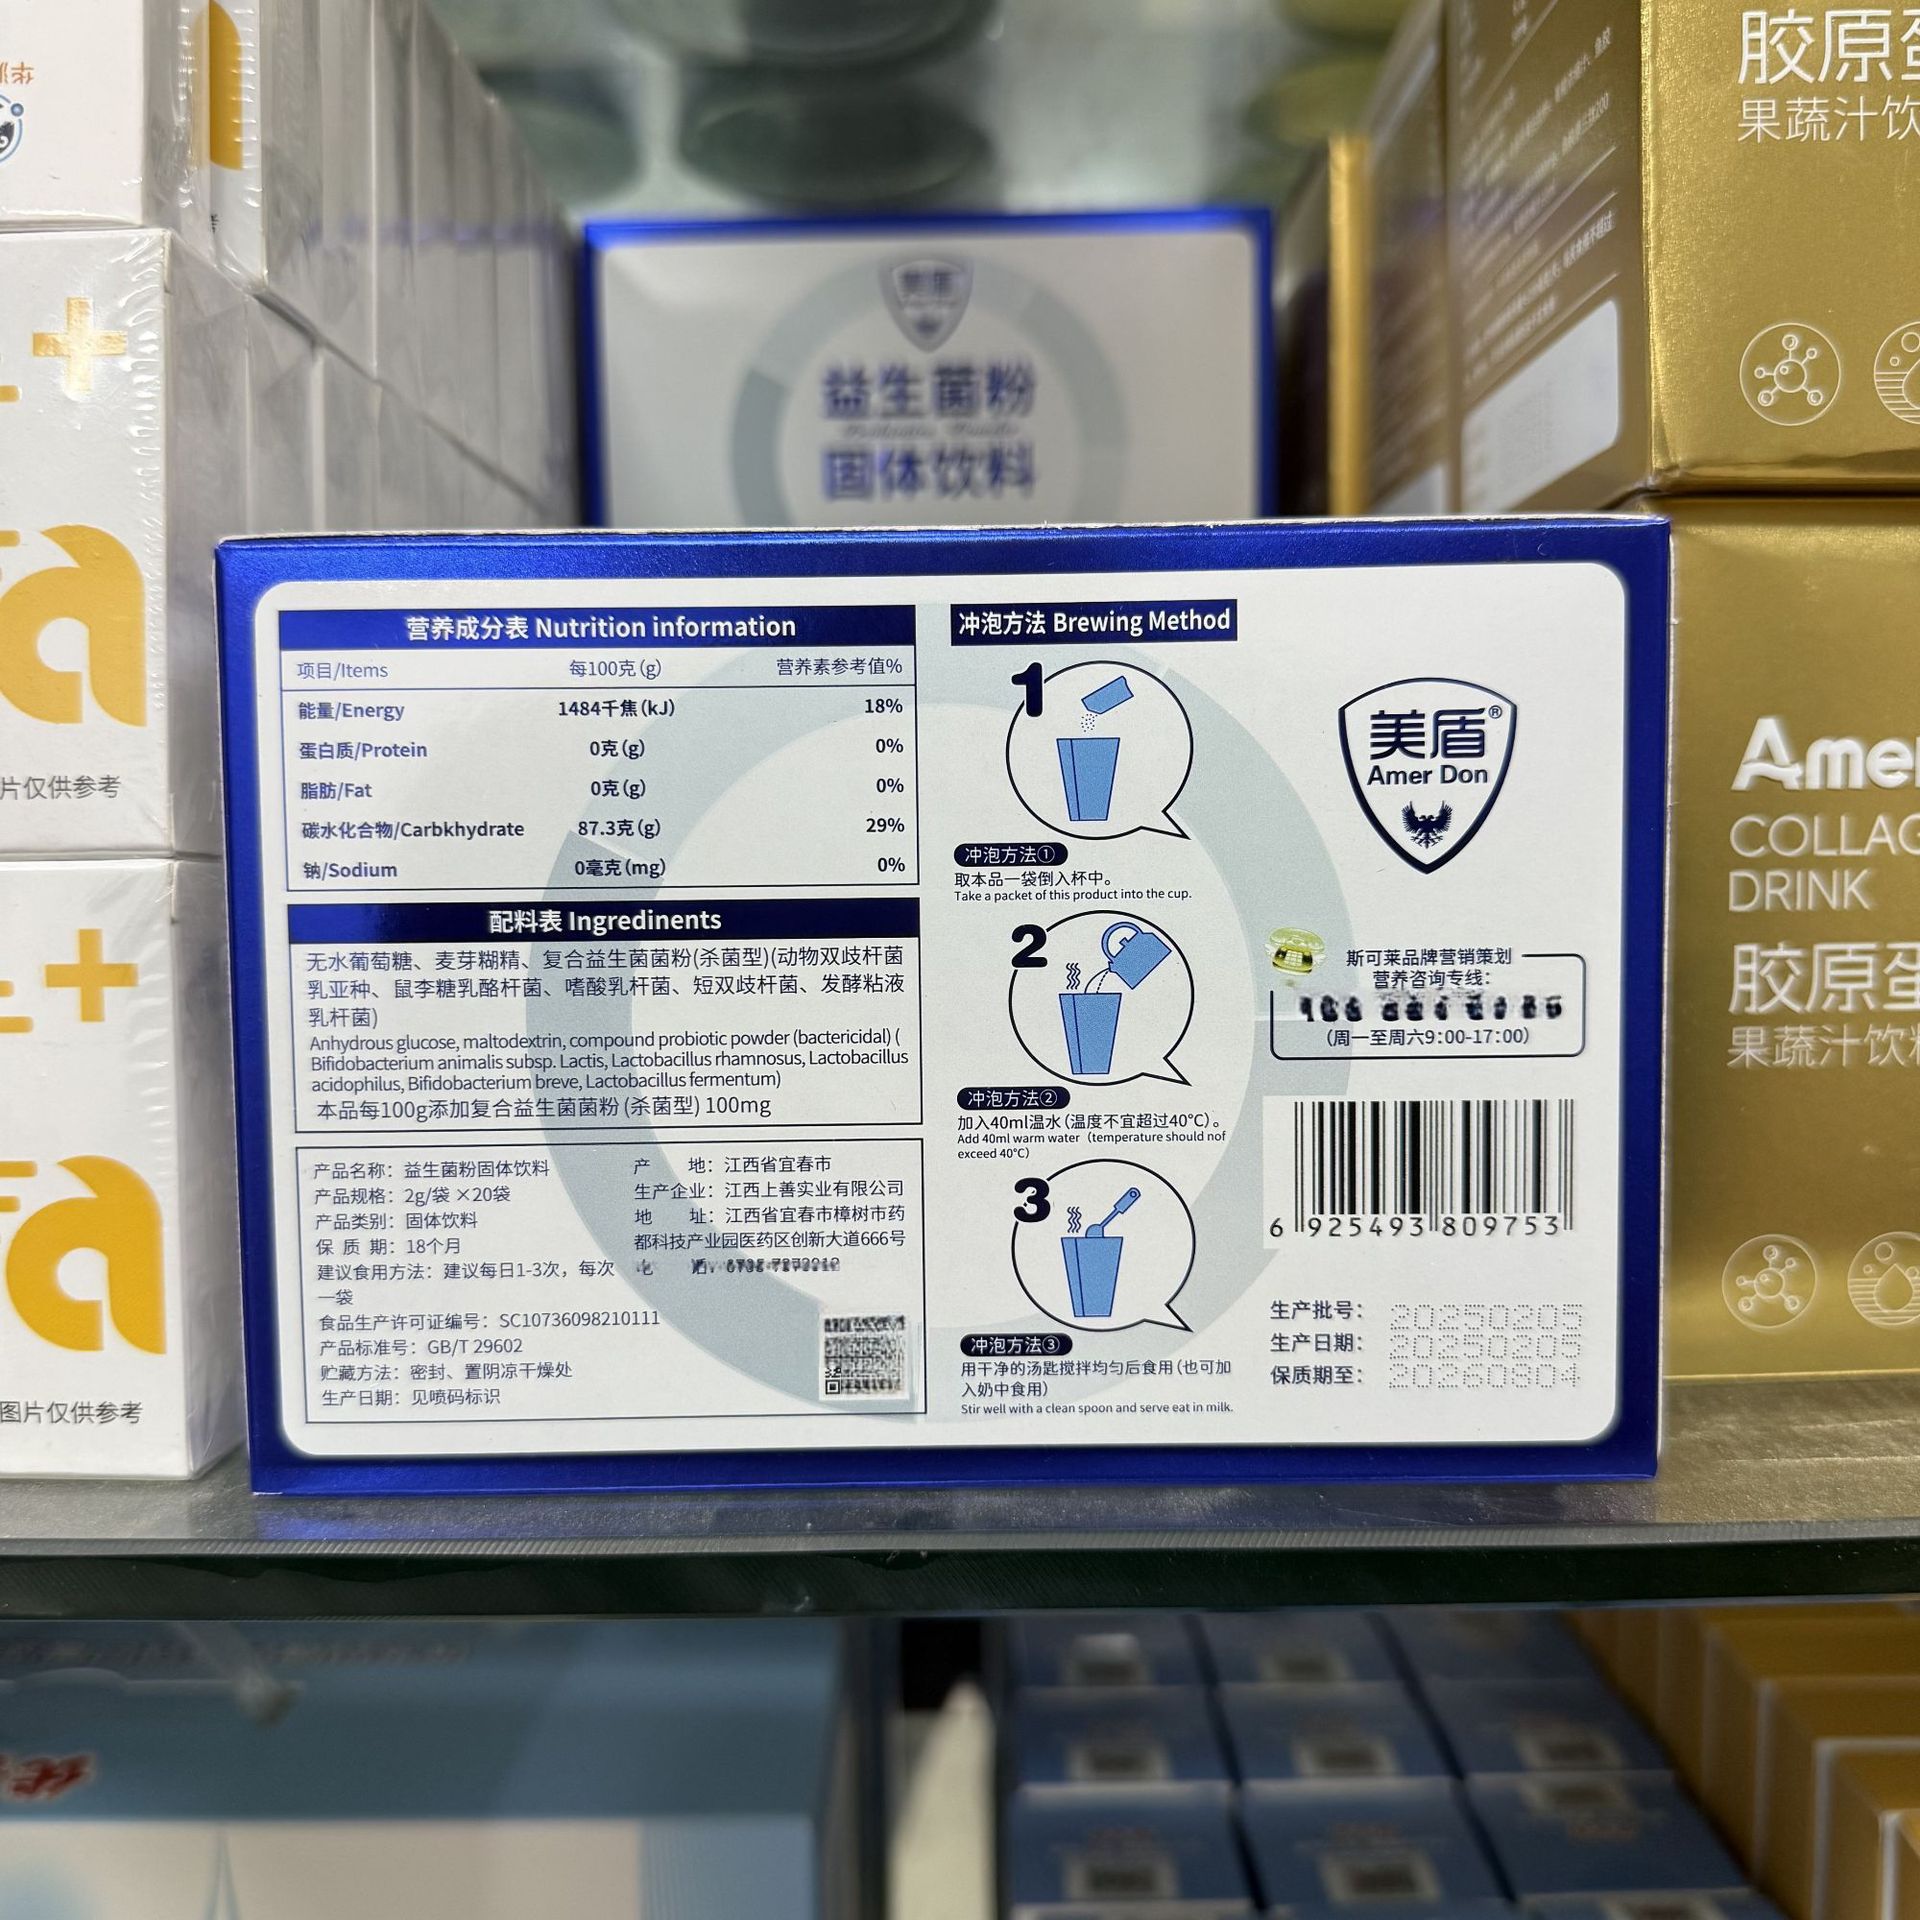 胶原蛋
果蔬汁饮
美盾
益生菌粉
固体饮料
营养成分表 Nutrition information
项目/Items 每100克(g) 营养素参考值%
能量/Energy 1484千焦(kJ) 18%
蛋白质/Protein 0克(g) 0%
脂肪/Fat 0克(g) 0%
碳水化合物/Carbkhydrate 87.3克(g) 29%
钠/Sodium 0毫克(mg) 0%
配料表 Ingredinents
无水葡萄糖、麦芽糊精、复合益生菌菌粉(杀菌型)(动物双歧杆菌
乳亚种、鼠李糖乳酪杆菌、嗜酸乳杆菌、短双歧杆菌、发酵粘液
乳杆菌)
Anhydrous glucose, maltodextrin, compound probiotic powder (bactericidal) (
Bifidobacterium animalis subsp. Lactis, Lactobacillus rhamnosus, Lactobacillus
acidophilus, Bifidobacterium breve, Lactobacillus fermentum)
本品每100g添加复合益生菌菌粉(杀菌型) 100mg
产品名称：益生菌粉固体饮料
产品规格：2g/袋×20袋
产品类别：固体饮料
保 质 期：18个月
建议食用方法：建议每日1-3次，每次
一袋
食品生产许可证编号：SC10736098210111
产品标准号：GB/T 29602
贮藏方法：密封、置阴凉干燥处
生产日期：见喷码标识
产 地：江西省宜春市
生产企业：江西上善实业有限公司
地 址：江西省宜春市樟树市药
都科技产业园医药区创新大道666号
冲泡方法 Brewing Method
1
冲泡方法①
取本品一袋倒入杯中。
Take a packet of this product into the cup.
2
冲泡方法②
加入40ml温水(温度不宜超过40°C)。
Add 40ml warm water（temperature should nof
exceed 40°C）
3
冲泡方法③
用干净的汤匙搅拌均匀后食用(也可加
入奶中食用)
Stir well with a clean spoon and serve eat in milk.
美盾®
Amer Don
斯可莱品牌营销策划
营养咨询专线：
(周一至周六9:00-17:00)
6 925493 809753
生产批号：20250205
生产日期：20250205
保质期至：20260804
Amer
COLLAG
DRINK
胶原蛋
果蔬汁饮料
片仅供参考
图片仅供参考